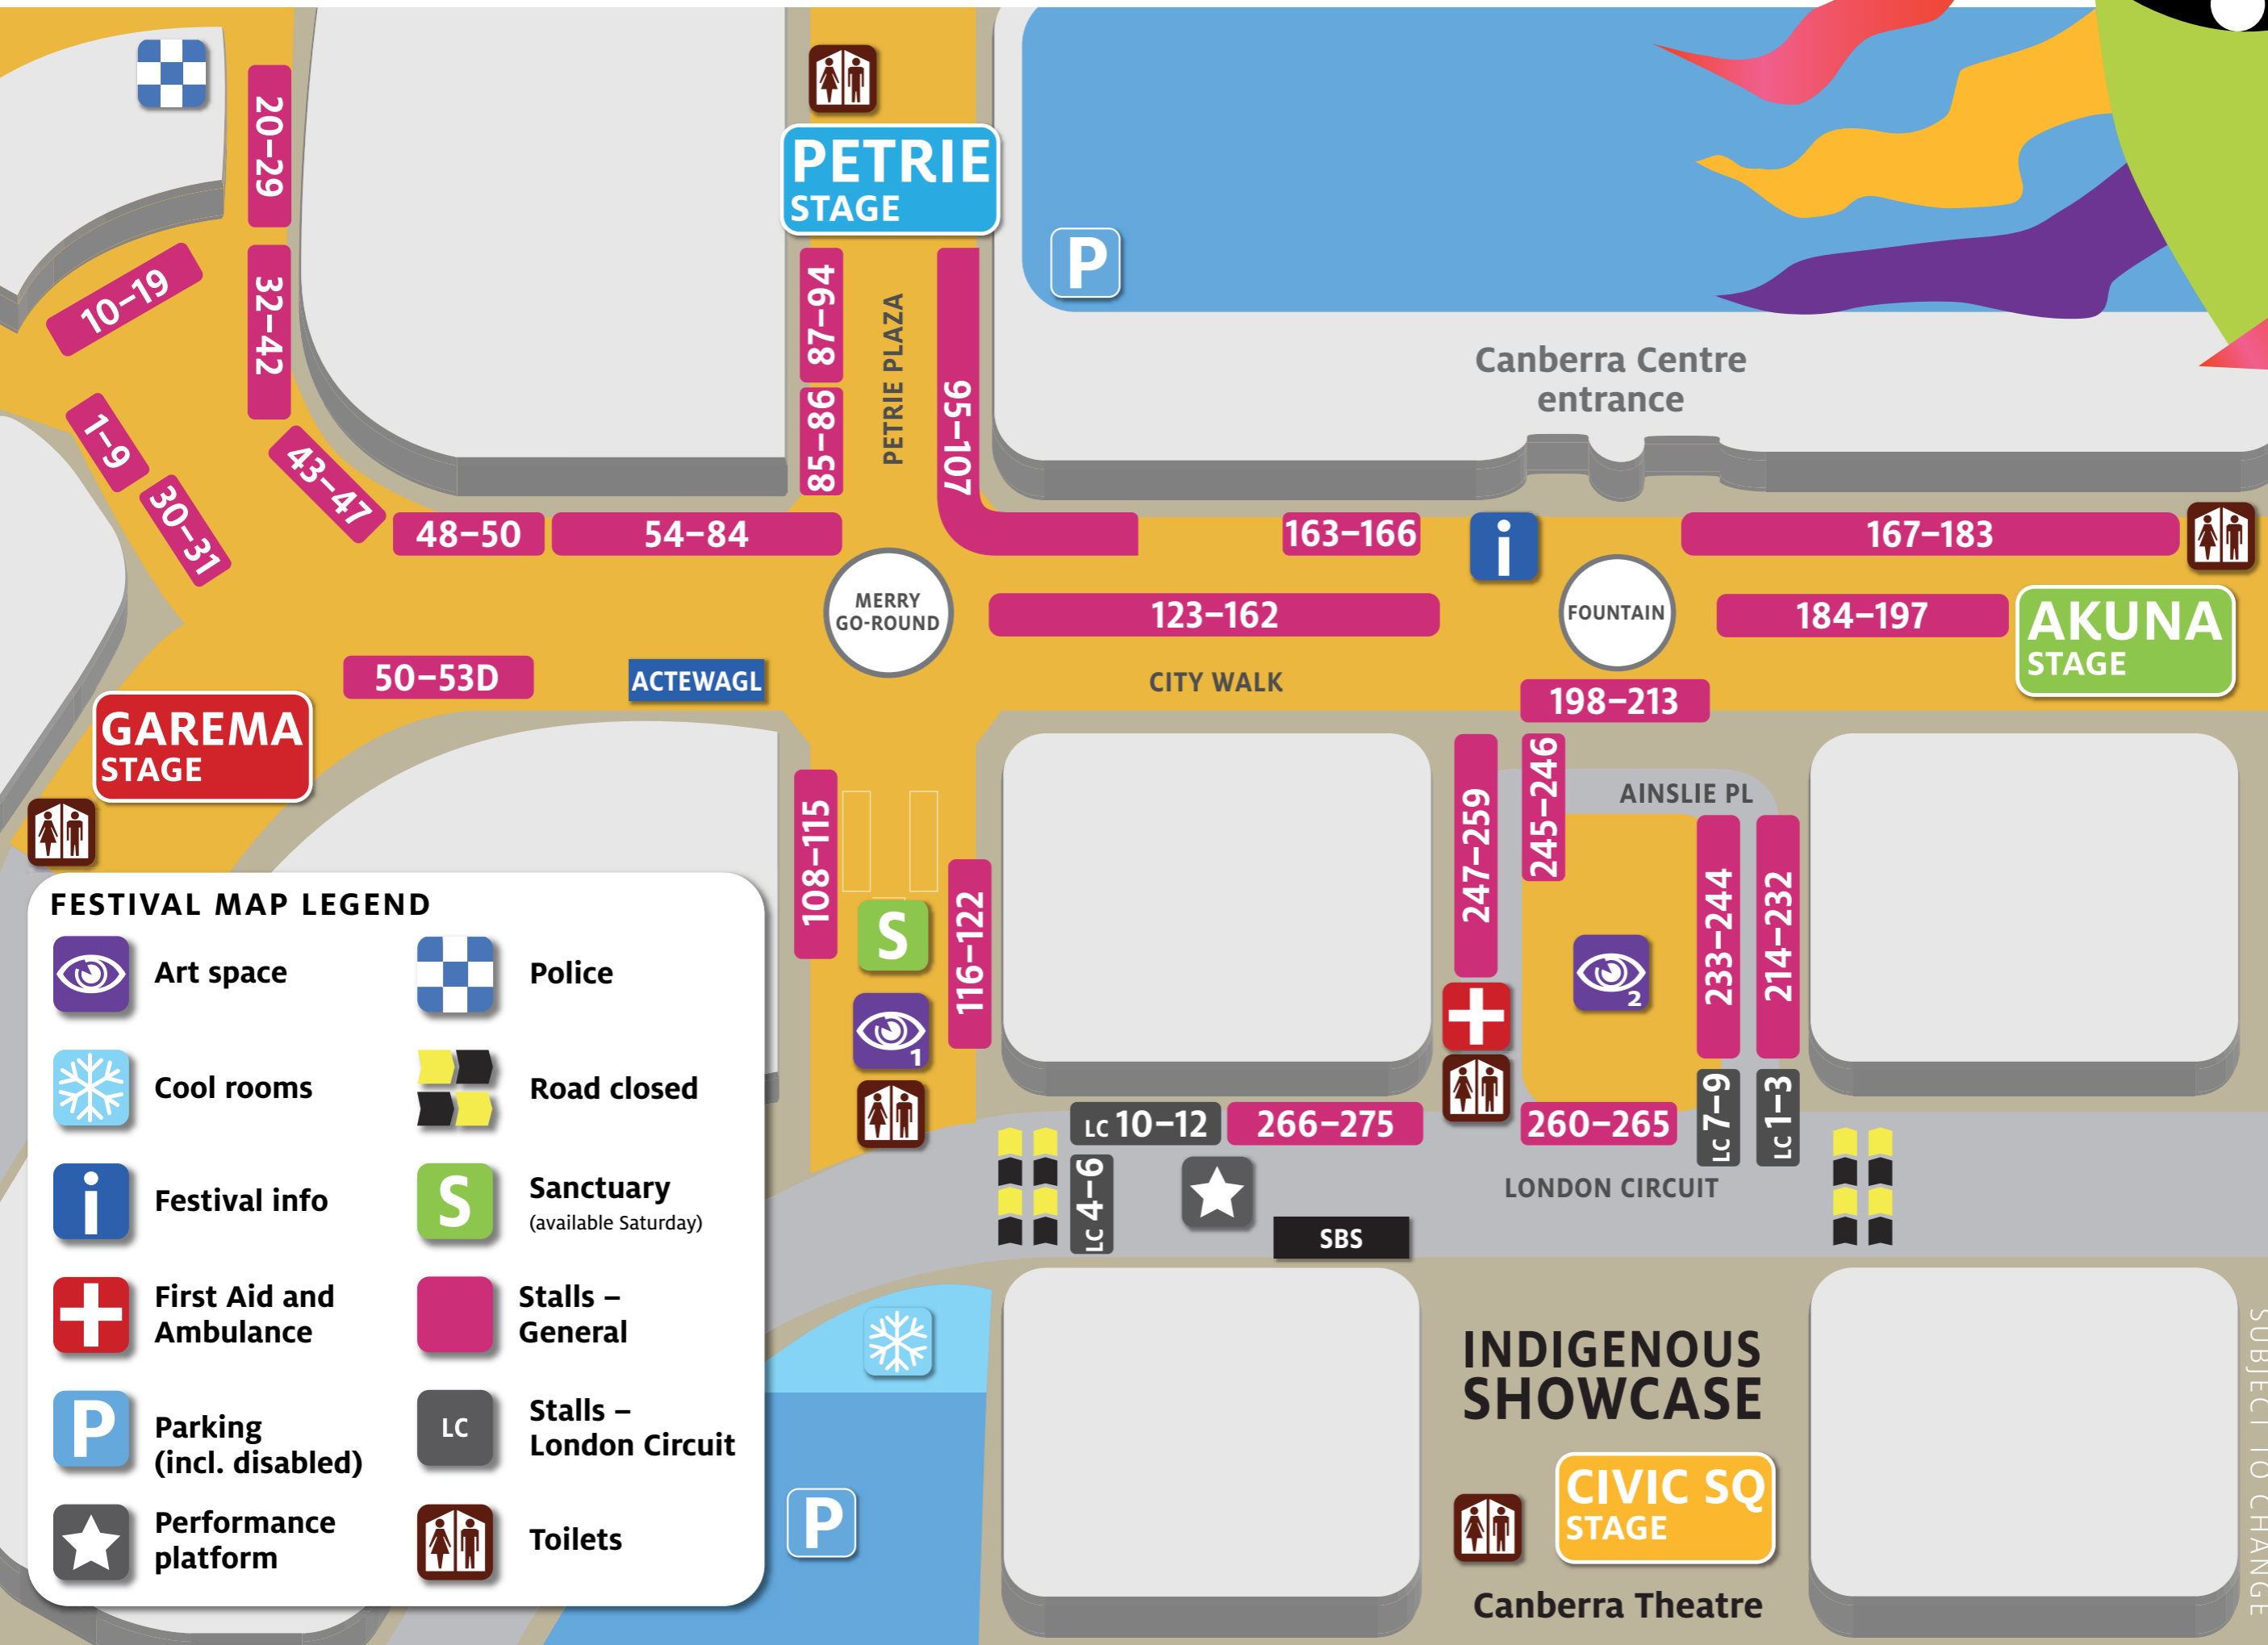 PETRIE
STAGE
P
20–29
10–19
32–42
87–94
85–86
PETRIE PLAZA
95–107
Canberra Centre
entrance
1–9
30–31
43–47
48–50
54–84
163–166
i
167–183
MERRY
GO-ROUND
123–162
FOUNTAIN
184–197
AKUNA
STAGE
50–53D
ACTEWAGL
CITY WALK
198–213
GAREMA
STAGE
108–115
S
116–122
1
247–259
245–246
AINSLIE PL
2
233–244
214–232
LC 10–12
266–275
260–265
LC 7–9
LC 1–3
LC 4–6
SBS
LONDON CIRCUIT
FESTIVAL MAP LEGEND
Art space
Police
Cool rooms
Road closed
i
Festival info
S
Sanctuary
(available Saturday)
First Aid and
Ambulance
Stalls –
General
P
Parking
(incl. disabled)
LC
Stalls –
London Circuit
Performance
platform
Toilets
P
INDIGENOUS
SHOWCASE
CIVIC SQ
STAGE
Canberra Theatre
SUBJECT TO CHANGE